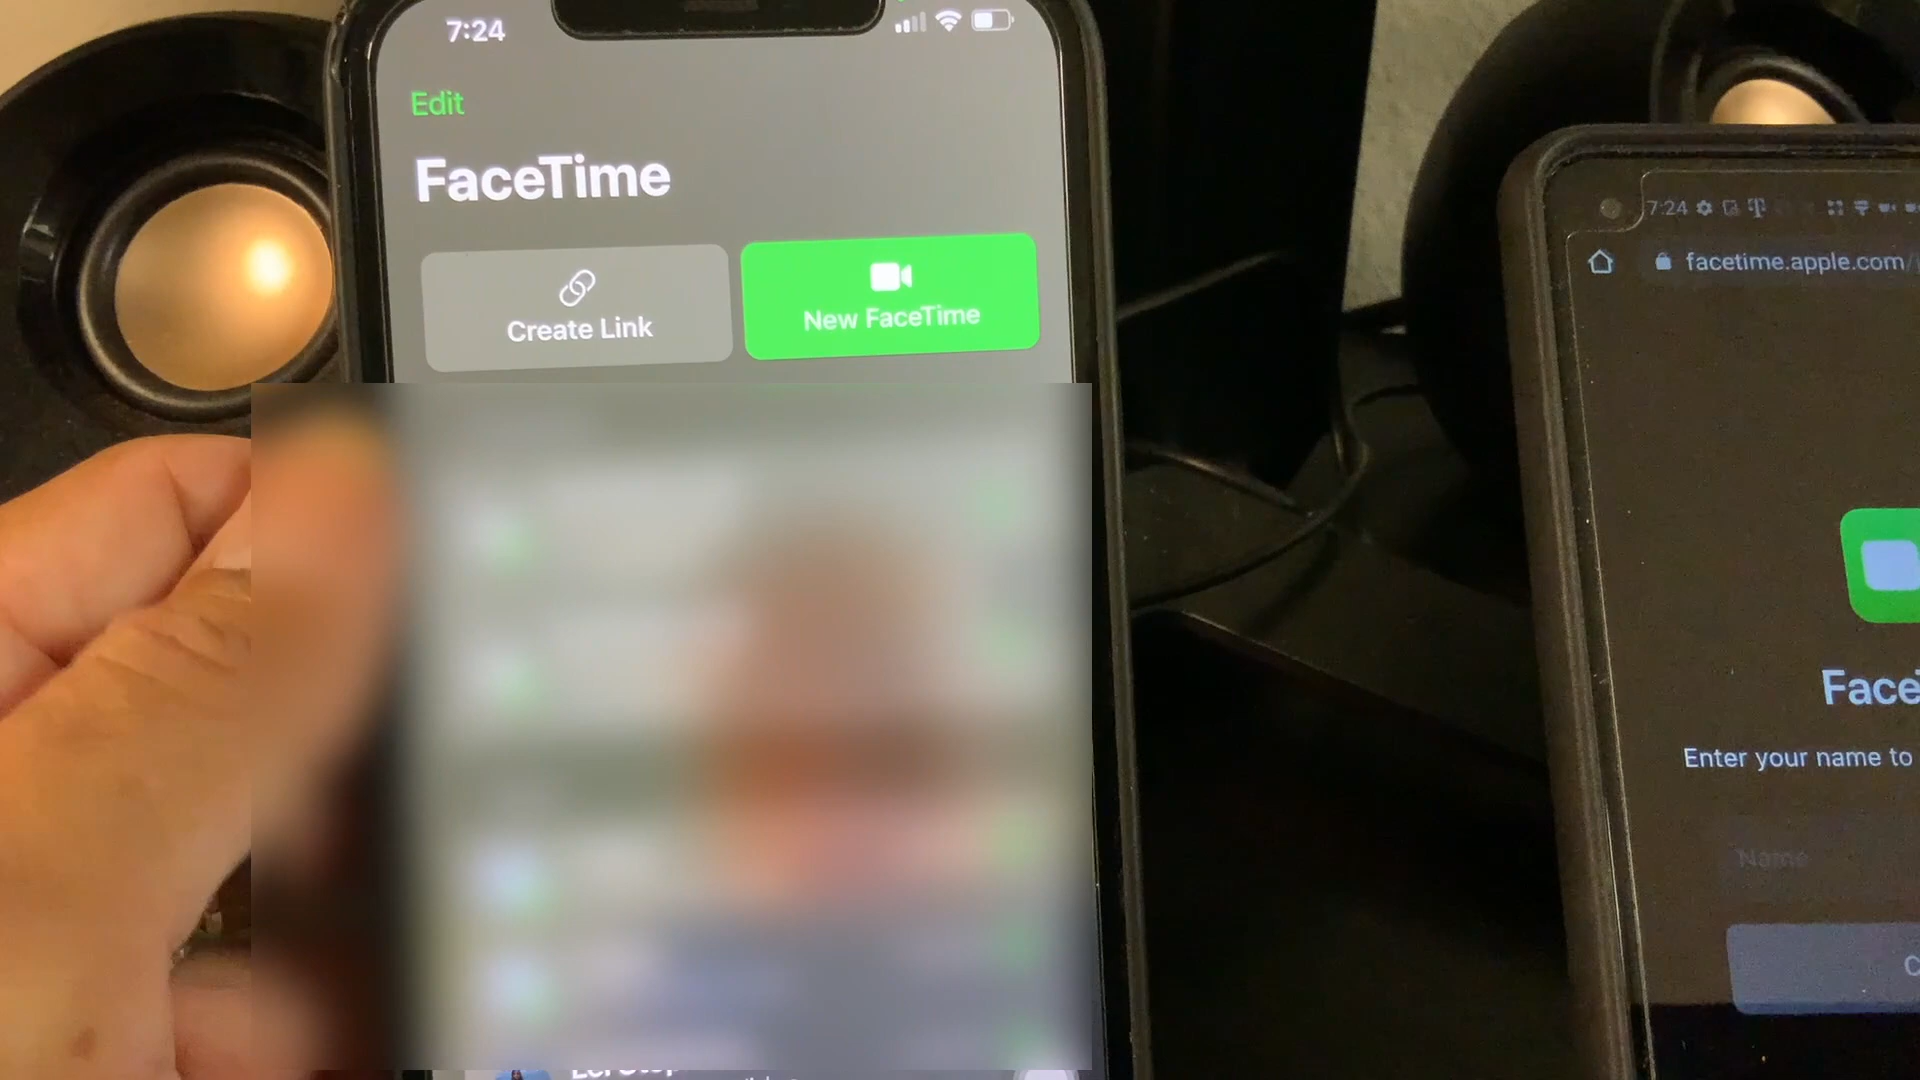 7:24
Edit
FaceTime
Create Link
New FaceTime
7:24
facetime.apple.com/
Face
Enter your name to
Name